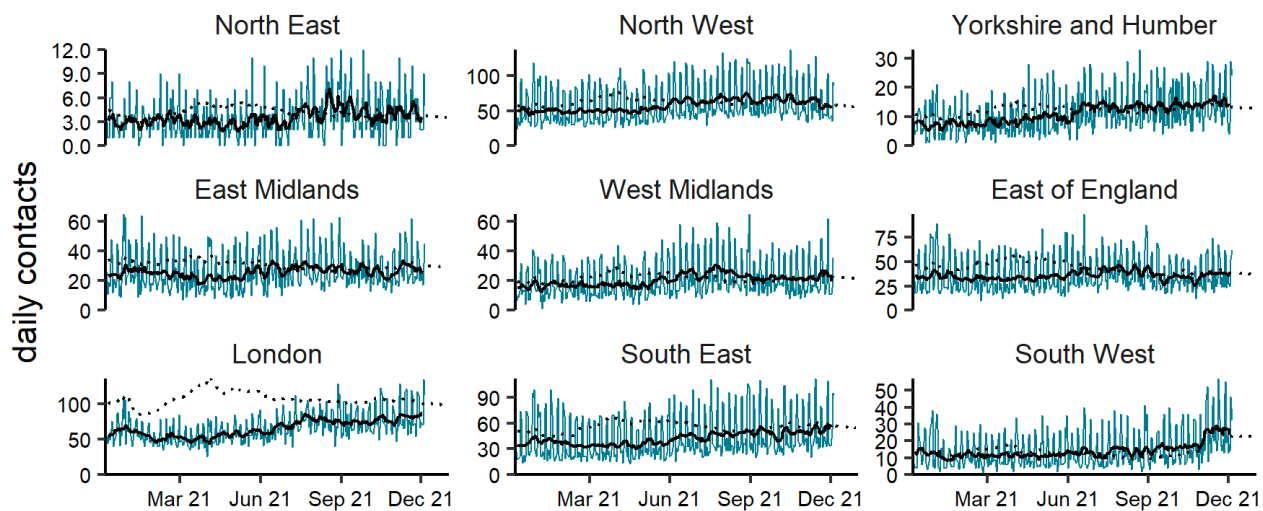 North East
North West
Yorkshire and Humber
12.0
9.0
6.0
3.0
0.0
100
50
0
30
20
10
0
daily contacts
East Midlands
West Midlands
East of England
60
40
20
0
60
40
20
0
75
50
25
0
London
South East
South West
100
50
0
90
60
30
0
50
40
30
20
10
0
Mar 21 Jun 21 Sep 21 Dec 21
Mar 21 Jun 21 Sep 21 Dec 21
Mar 21 Jun 21 Sep 21 Dec 21